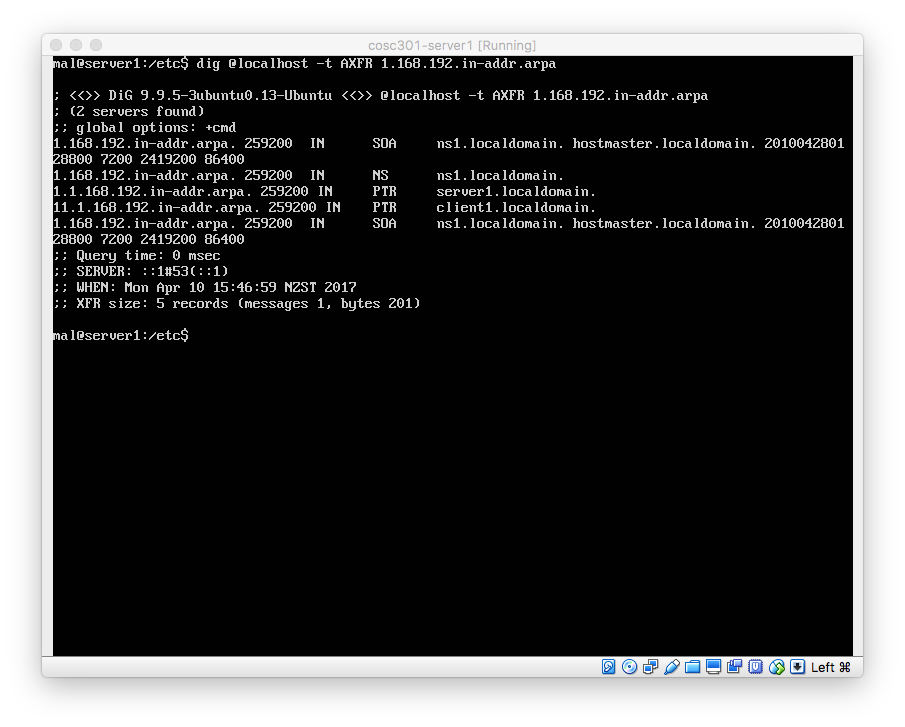 cosc301-server1 [Running]
mal@server1:/etc$ dig @localhost -t AXFR 1.168.192.in-addr.arpa
; <<>> DiG 9.9.5-3ubuntu0.13-Ubuntu <<>> @localhost -t AXFR 1.168.192.in-addr.arpa
; (2 servers found)
;; global options: +cmd
1.168.192.in-addr.arpa. 259200 IN SOA ns1.localdomain. hostmaster.localdomain. 2010042801
28800 7200 2419200 86400
1.168.192.in-addr.arpa. 259200 IN NS ns1.localdomain.
1.1.168.192.in-addr.arpa. 259200 IN PTR server1.localdomain.
11.1.168.192.in-addr.arpa. 259200 IN PTR client1.localdomain.
1.168.192.in-addr.arpa. 259200 IN SOA ns1.localdomain. hostmaster.localdomain. 2010042801
28800 7200 2419200 86400
;; Query time: 0 msec
;; SERVER: ::1#53(::1)
;; WHEN: Mon Apr 10 15:46:59 NZST 2017
;; XFR size: 5 records (messages 1, bytes 201)
mal@server1:/etc$
Left ⌘